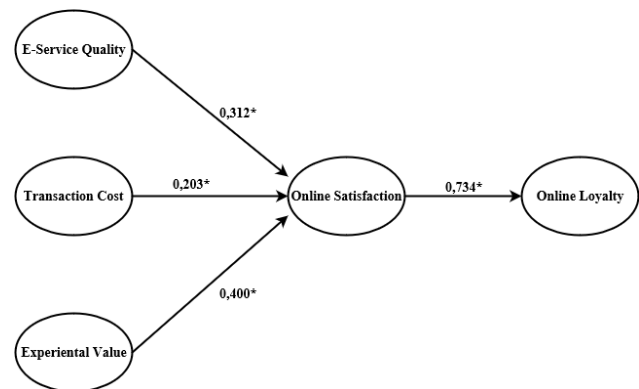 E-Service Quality
0,312*
Transaction Cost
0,203*
Online Satisfaction
0,734*
Online Loyalty
0,400*
Experiental Value